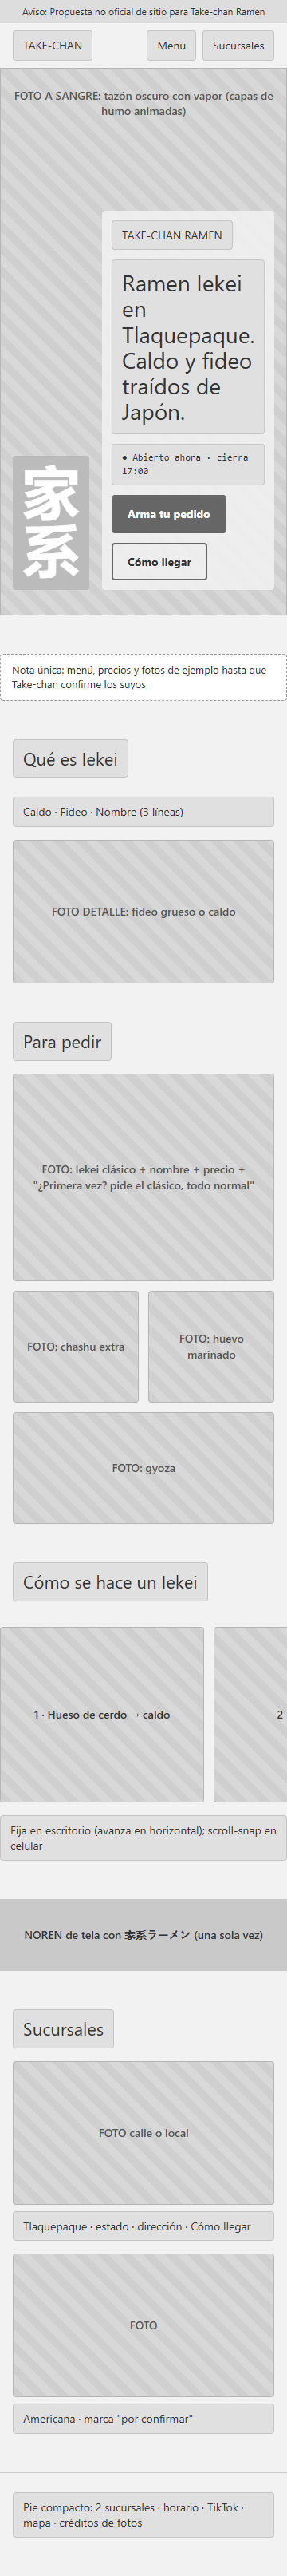 Aviso: Propuesta no oficial de sitio para Take-chan Ramen
TAKE-CHAN
Menú
Sucursales
FOTO A SANGRE: tazón oscuro con vapor (capas de
humo animadas)
TAKE-CHAN RAMEN
Ramen Iekei
en
Tlaquepaque.
Caldo y fideo
traídos de
Japón.
● Abierto ahora · cierra
17:00
家
系
Arma tu pedido
Cómo llegar
Nota única: menú, precios y fotos de ejemplo hasta que
Take-chan confirme los suyos
Qué es Iekei
Caldo · Fideo · Nombre (3 líneas)
FOTO DETALLE: fideo grueso o caldo
Para pedir
FOTO: Iekei clásico + nombre + precio +
"¿Primera vez? pide el clásico, todo normal"
FOTO: chashu extra
FOTO: huevo
marinado
FOTO: gyoza
Cómo se hace un Iekei
1 · Hueso de cerdo → caldo
2
Fija en escritorio (avanza en horizontal); scroll-snap en
celular
NOREN de tela con 家系ラーメン (una sola vez)
Sucursales
FOTO calle o local
Tlaquepaque · estado · dirección · Cómo llegar
FOTO
Americana · marca "por confirmar"
Pie compacto: 2 sucursales · horario · TikTok ·
mapa · créditos de fotos